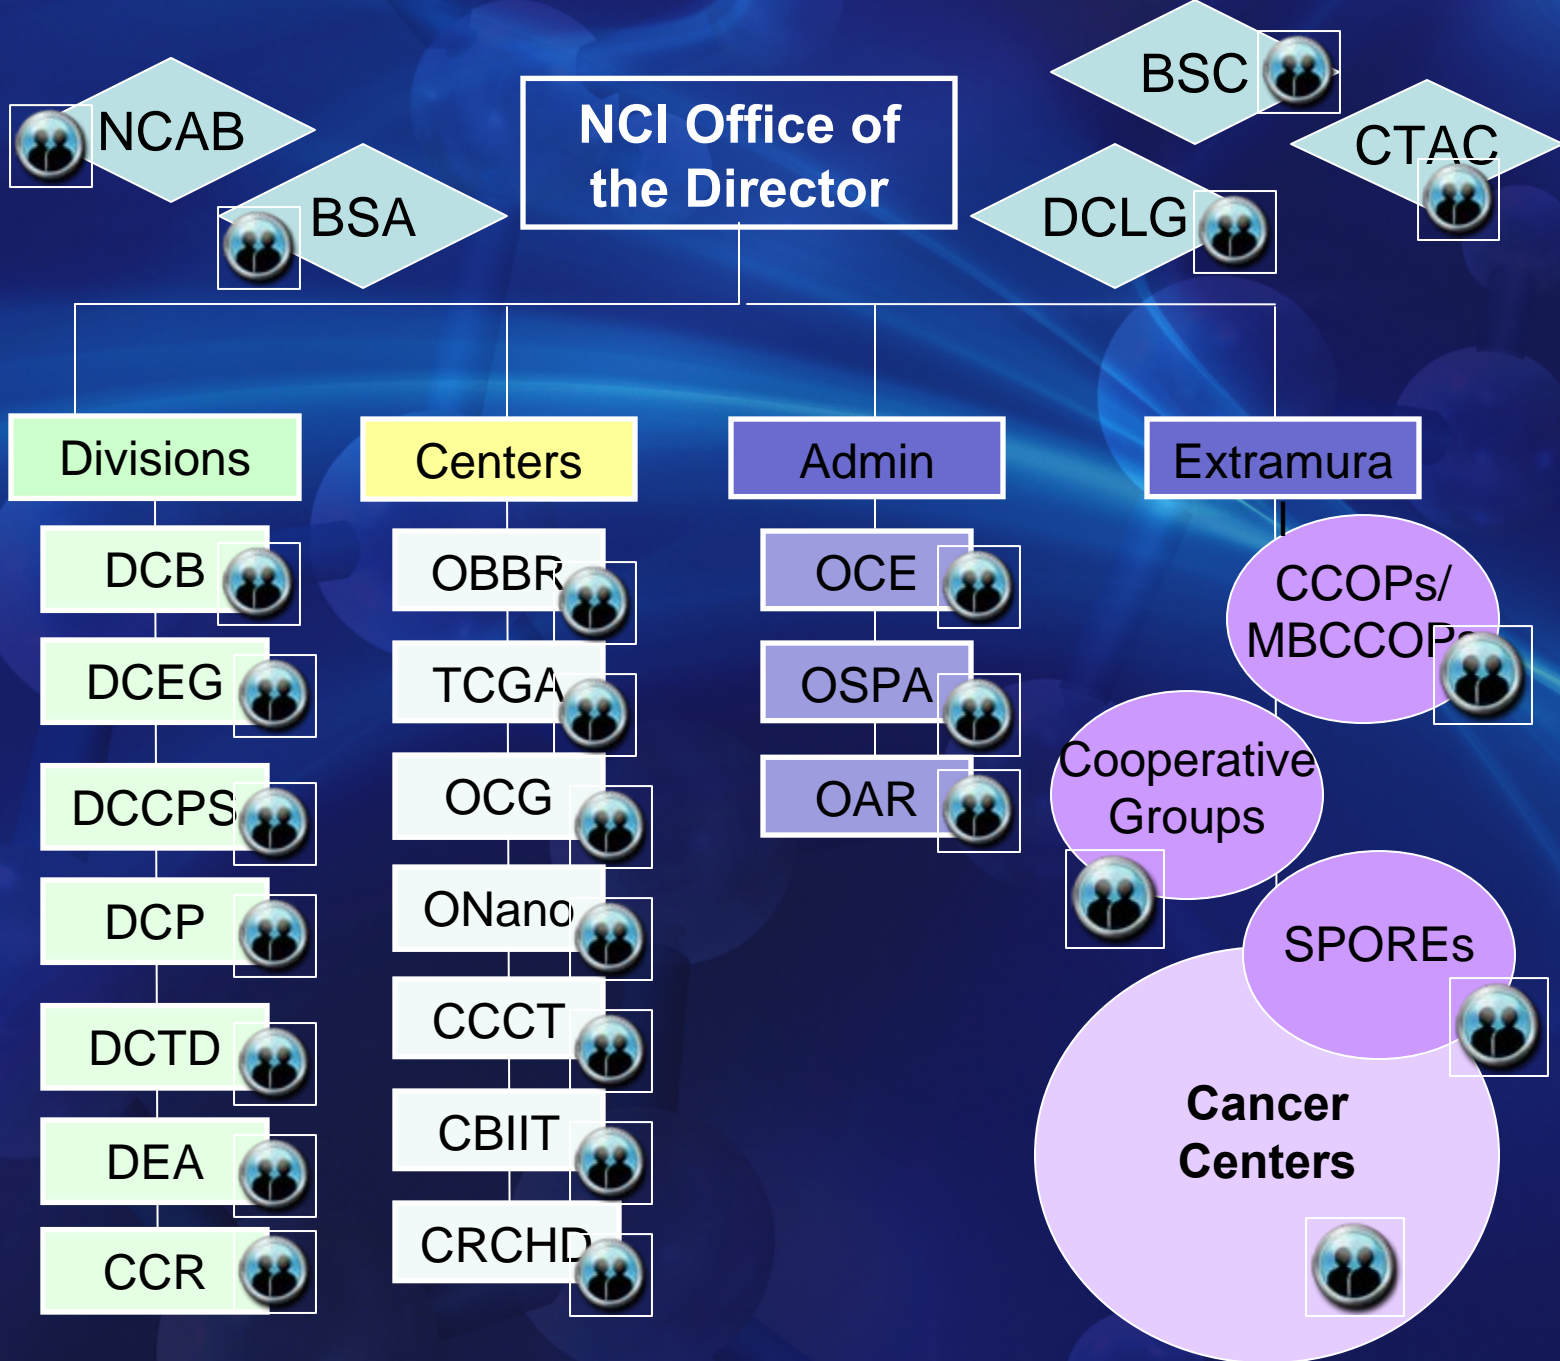 NCAB
BSA
NCI Office of
the Director
BSC
CTAC
DCLG
Divisions
DCB
DCEG
DCCPS
DCP
DCTD
DEA
CCR
Centers
OBBR
TCGA
OCG
ONano
CCCT
CBIIT
CRCHD
Admin
OCE
OSPA
OAR
Extramura
l
CCOPs/
MBCCOPs
Cooperative
Groups
SPOREs
Cancer
Centers